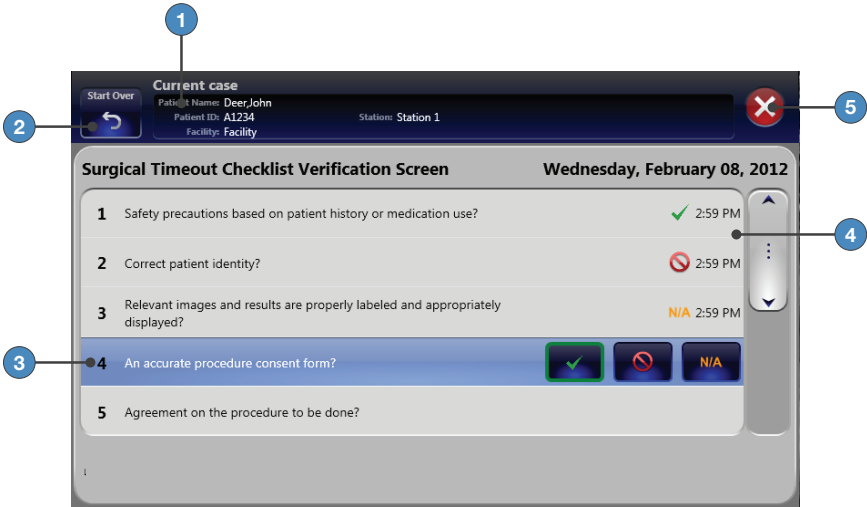 1
Start Over
Current case
Patient Name: Deer,John
Patient ID: A1234 Station: Station 1
Facility: Facility
5
2
Surgical Timeout Checklist Verification Screen Wednesday, February 08, 2012
1 Safety precautions based on patient history or medication use? 2:59 PM
4
2 Correct patient identity? 2:59 PM
3 Relevant images and results are properly labeled and appropriately
displayed? N/A 2:59 PM
3
4 An accurate procedure consent form? N/A
5 Agreement on the procedure to be done?